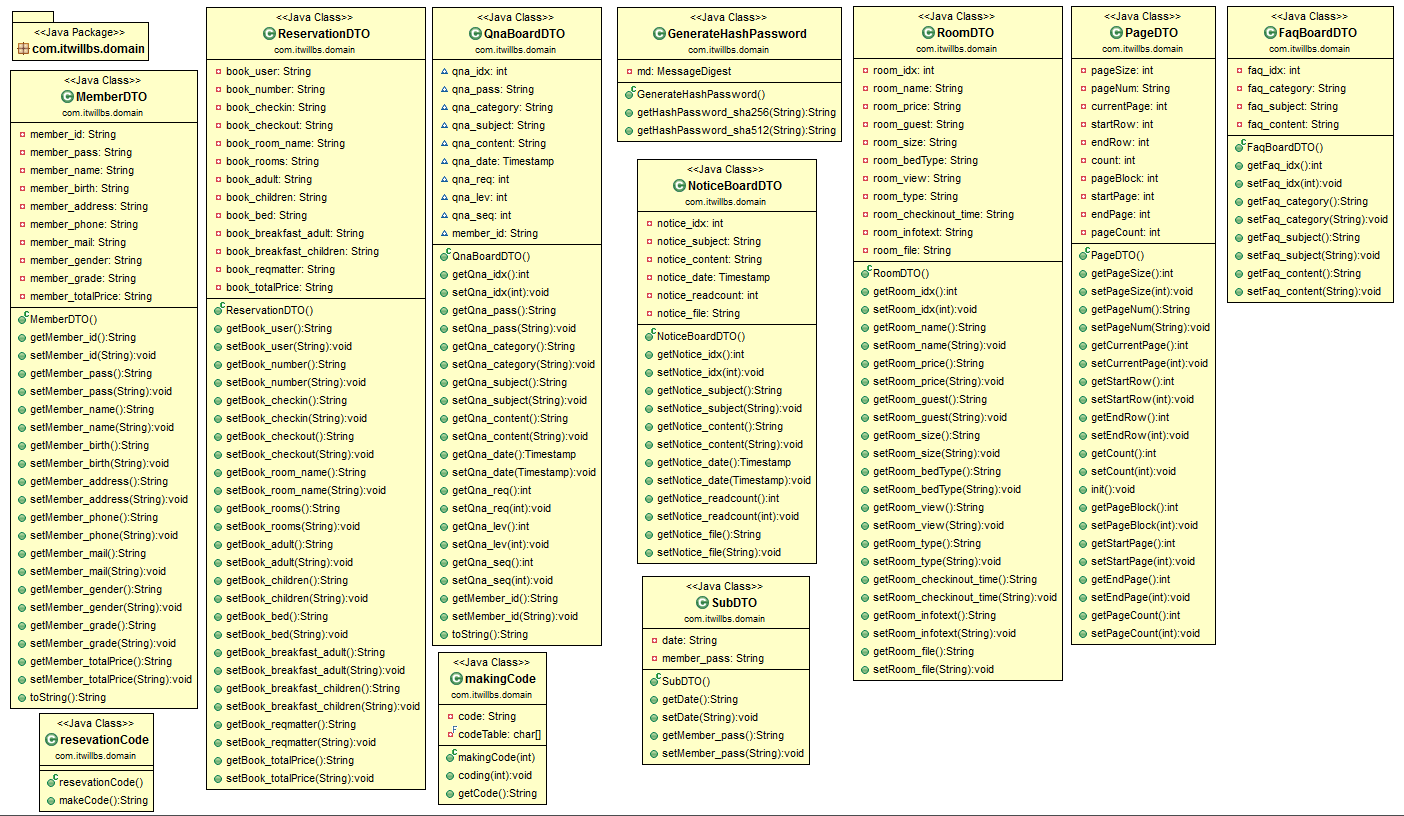 <<Java Package>>
com.itwillbs.domain
<<Java Class>>
MemberDTO
com.itwillbs.domain
member_id: String
member_pass: String
member_name: String
member_birth: String
member_address: String
member_phone: String
member_mail: String
member_gender: String
member_grade: String
member_totalPrice: String
MemberDTO()
getMember_id():String
setMember_id(String):void
getMember_pass():String
setMember_pass(String):void
getMember_name():String
setMember_name(String):void
getMember_birth():String
setMember_birth(String):void
getMember_address():String
setMember_address(String):void
getMember_phone():String
setMember_phone(String):void
getMember_mail():String
setMember_mail(String):void
getMember_gender():String
setMember_gender(String):void
getMember_grade():String
setMember_grade(String):void
getMember_totalPrice():String
setMember_totalPrice(String):void
toString():String
<<Java Class>>
resevationCode
com.itwillbs.domain
resevationCode()
makeCode():String
<<Java Class>>
ReservationDTO
com.itwillbs.domain
book_user: String
book_number: String
book_checkin: String
book_checkout: String
book_room_name: String
book_rooms: String
book_adult: String
book_children: String
book_bed: String
book_breakfast_adult: String
book_breakfast_children: String
book_reqmatter: String
book_totalPrice: String
ReservationDTO()
getBook_user():String
setBook_user(String):void
getBook_number():String
setBook_number(String):void
getBook_checkin():String
setBook_checkin(String):void
getBook_checkout():String
setBook_checkout(String):void
getBook_room_name():String
setBook_room_name(String):void
getBook_rooms():String
setBook_rooms(String):void
getBook_adult():String
setBook_adult(String):void
getBook_children():String
setBook_children(String):void
getBook_bed():String
setBook_bed(String):void
getBook_breakfast_adult():String
setBook_breakfast_adult(String):void
getBook_breakfast_children():String
setBook_breakfast_children(String):void
getBook_reqmatter():String
setBook_reqmatter(String):void
getBook_totalPrice():String
setBook_totalPrice(String):void
<<Java Class>>
QnaBoardDTO
com.itwillbs.domain
qna_idx: int
qna_pass: String
qna_category: String
qna_subject: String
qna_content: String
qna_date: Timestamp
qna_req: int
qna_lev: int
qna_seq: int
member_id: String
QnaBoardDTO()
getQna_idx():int
setQna_idx(int):void
getQna_pass():String
setQna_pass(String):void
getQna_category():String
setQna_category(String):void
getQna_subject():String
setQna_subject(String):void
getQna_content():String
setQna_content(String):void
getQna_date():Timestamp
setQna_date(Timestamp):void
getQna_req():int
setQna_req(int):void
getQna_lev():int
setQna_lev(int):void
getQna_seq():int
setQna_seq(int):void
getMember_id():String
setMember_id(String):void
toString():String
<<Java Class>>
makingCode
com.itwillbs.domain
code: String
codeTable: char[]
makingCode(int)
coding(int):void
getCode():String
<<Java Class>>
GenerateHashPassword
com.itwillbs.domain
md: MessageDigest
GenerateHashPassword()
getHashPassword_sha256(String):String
getHashPassword_sha512(String):String
<<Java Class>>
NoticeBoardDTO
com.itwillbs.domain
notice_idx: int
notice_subject: String
notice_content: String
notice_date: Timestamp
notice_readcount: int
notice_file: String
NoticeBoardDTO()
getNotice_idx():int
setNotice_idx(int):void
getNotice_subject():String
setNotice_subject(String):void
getNotice_content():String
setNotice_content(String):void
getNotice_date():Timestamp
setNotice_date(Timestamp):void
getNotice_readcount():int
setNotice_readcount(int):void
getNotice_file():String
setNotice_file(String):void
<<Java Class>>
SubDTO
com.itwillbs.domain
date: String
member_pass: String
SubDTO()
getDate():String
setDate(String):void
getMember_pass():String
setMember_pass(String):void
<<Java Class>>
RoomDTO
com.itwillbs.domain
room_idx: int
room_name: String
room_price: String
room_guest: String
room_size: String
room_bedType: String
room_view: String
room_type: String
room_checkinout_time: String
room_infotext: String
room_file: String
RoomDTO()
getRoom_idx():int
setRoom_idx(int):void
getRoom_name():String
setRoom_name(String):void
getRoom_price():String
setRoom_price(String):void
getRoom_guest():String
setRoom_guest(String):void
getRoom_size():String
setRoom_size(String):void
getRoom_bedType():String
setRoom_bedType(String):void
getRoom_view():String
setRoom_view(String):void
getRoom_type():String
setRoom_type(String):void
getRoom_checkinout_time():String
setRoom_checkinout_time(String):void
getRoom_infotext():String
setRoom_infotext(String):void
getRoom_file():String
setRoom_file(String):void
<<Java Class>>
PageDTO
com.itwillbs.domain
pageSize: int
pageNum: String
currentPage: int
startRow: int
endRow: int
count: int
pageBlock: int
startPage: int
endPage: int
pageCount: int
PageDTO()
getPageSize():int
setPageSize(int):void
getPageNum():String
setPageNum(String):void
getCurrentPage():int
setCurrentPage(int):void
getStartRow():int
setStartRow(int):void
getEndRow():int
setEndRow(int):void
getCount():int
setCount(int):void
init():void
getPageBlock():int
setPageBlock(int):void
getStartPage():int
setStartPage(int):void
getEndPage():int
setEndPage(int):void
getPageCount():int
setPageCount(int):void
<<Java Class>>
FaqBoardDTO
com.itwillbs.domain
faq_idx: int
faq_category: String
faq_subject: String
faq_content: String
FaqBoardDTO()
getFaq_idx():int
setFaq_idx(int):void
getFaq_category():String
setFaq_category(String):void
getFaq_subject():String
setFaq_subject(String):void
getFaq_content():String
setFaq_content(String):void